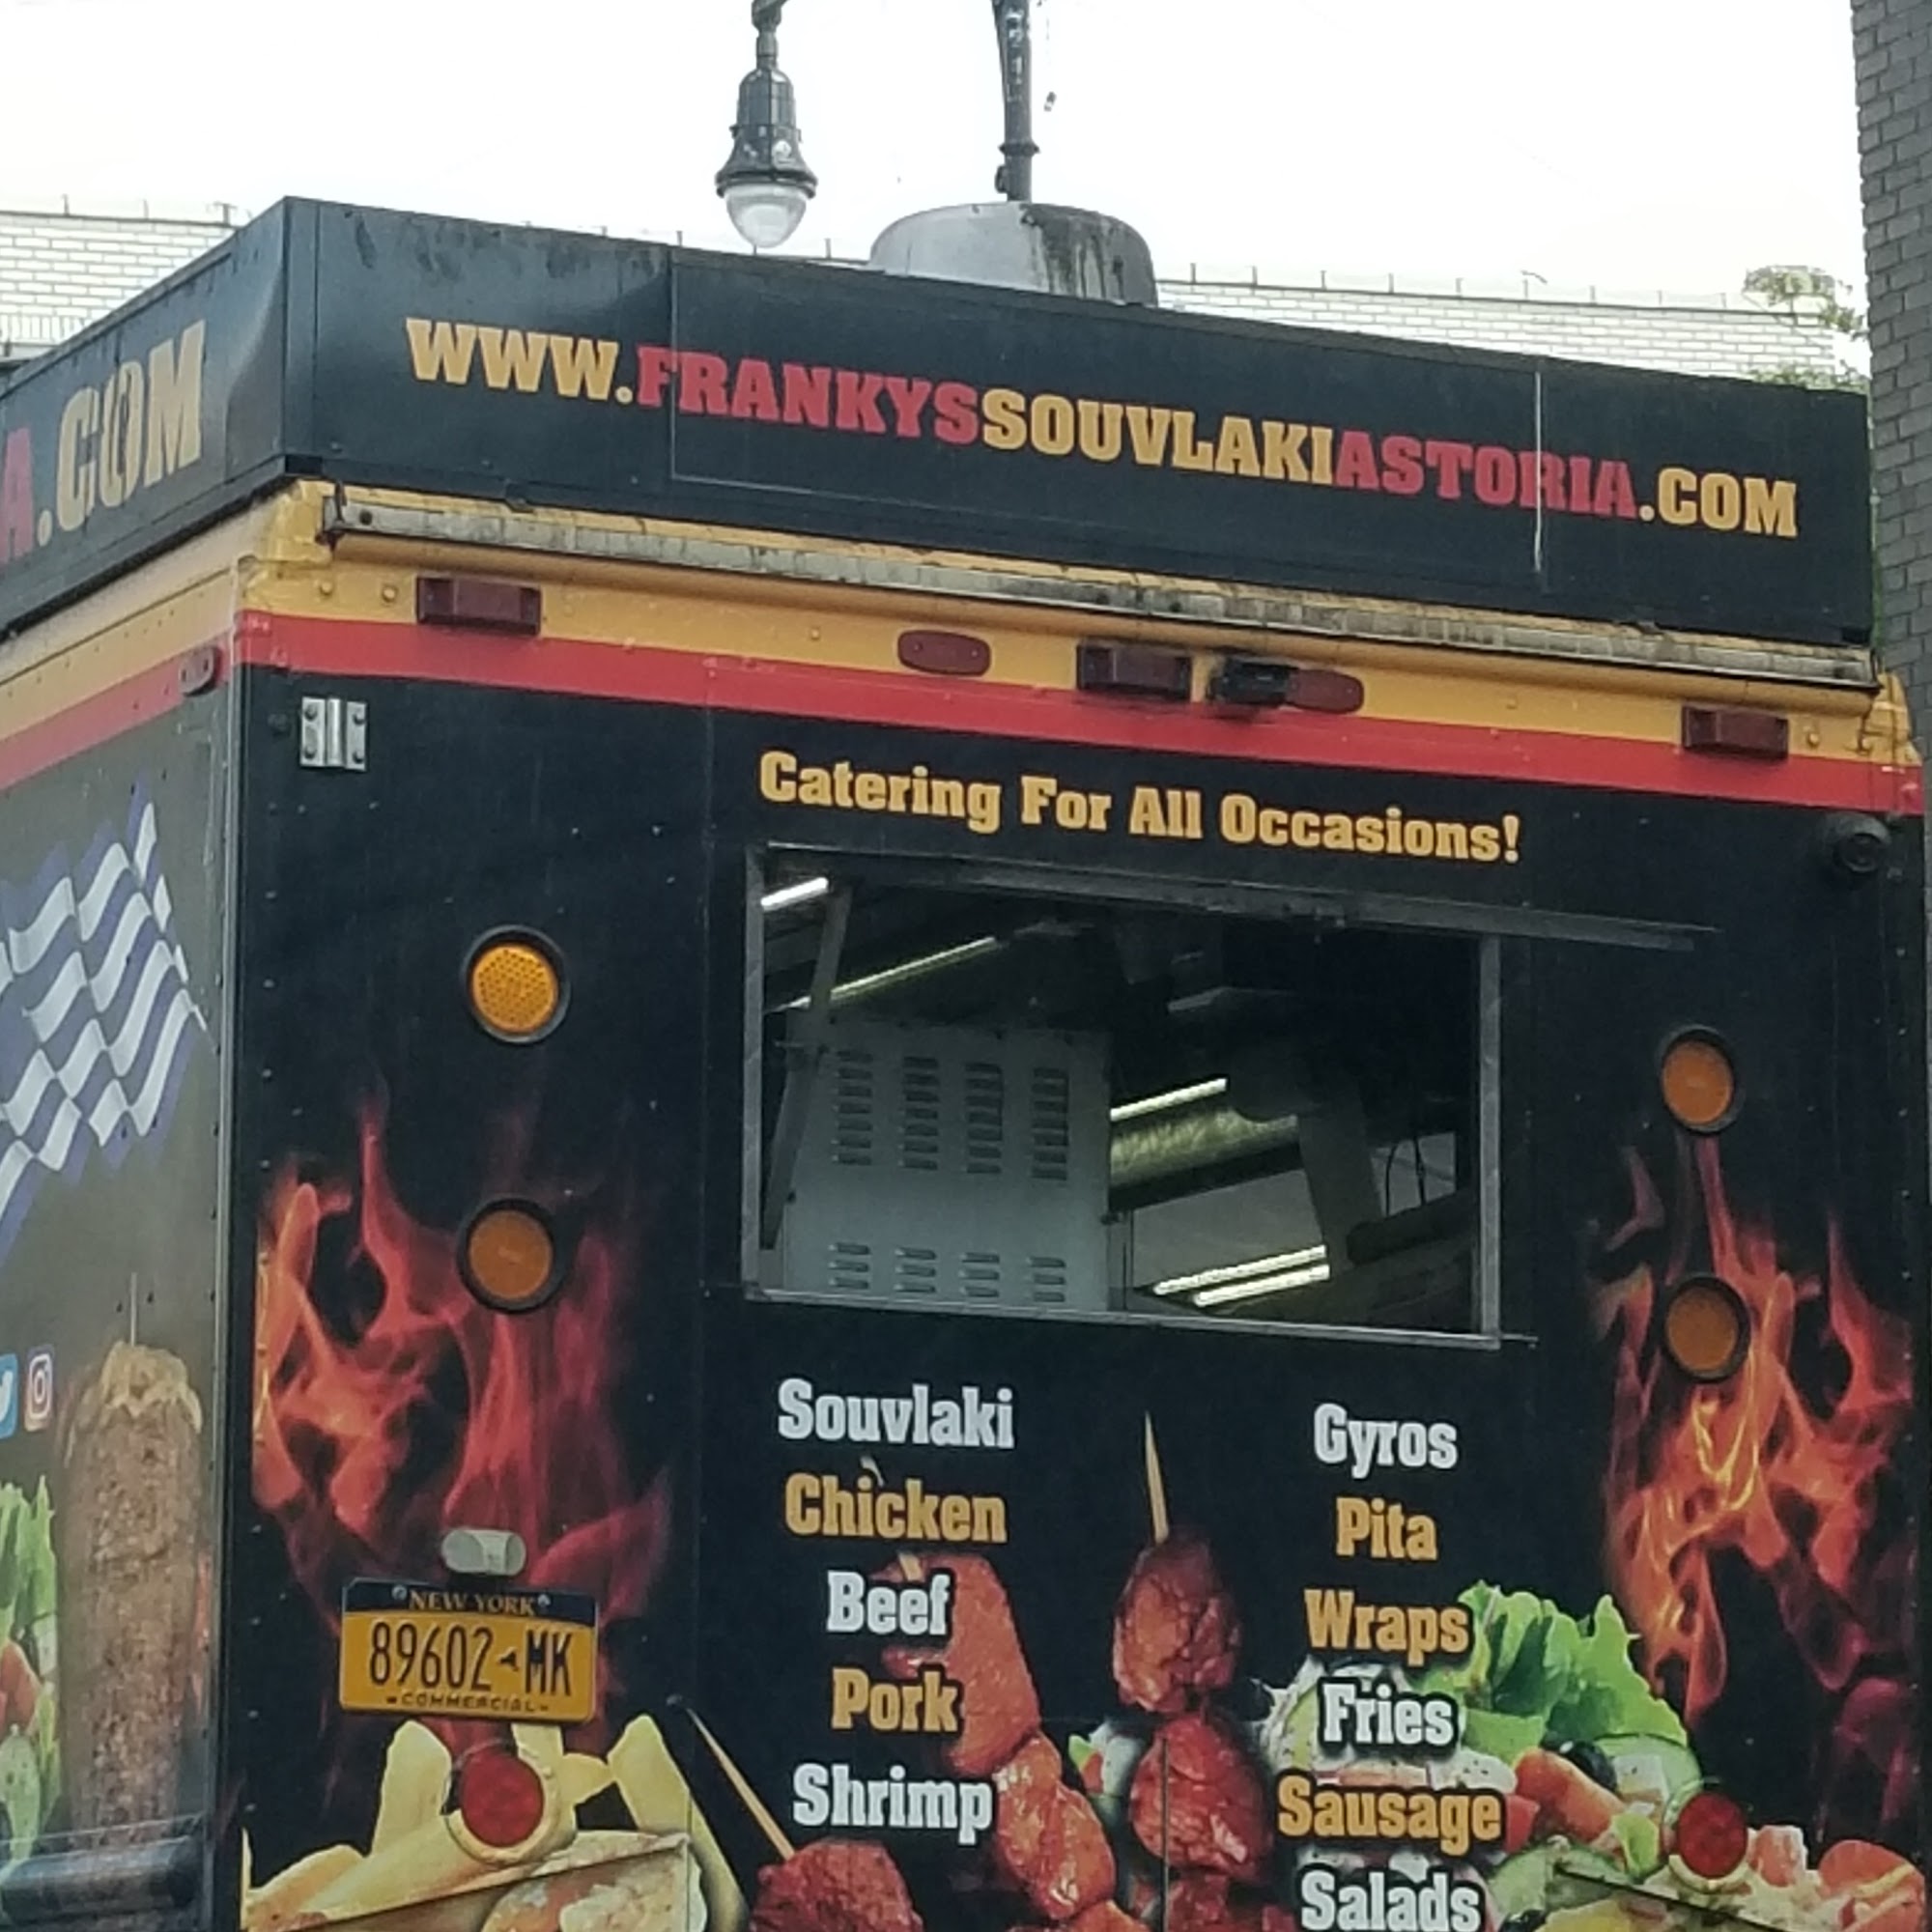 WWW.FRANKYSSOUVLAKIASTORIA.COM
A.COM
Catering For All Occasions!
Souvlaki
Chicken
Beef
Pork
Shrimp
Gyros
Pita
Wraps
Fries
Sausage
Salads
NEW YORK
89602-MK
COMMERCIAL